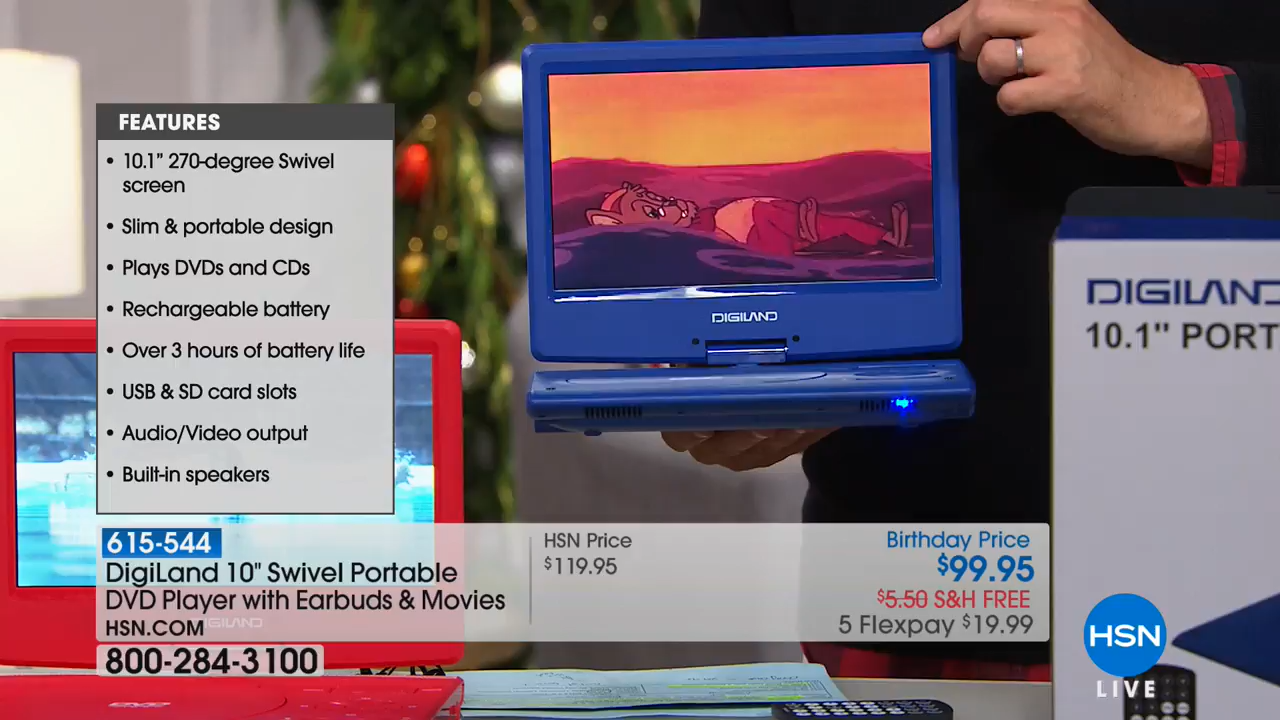 FEATURES
• 10.1" 270-degree Swivel
screen
• Slim & portable design
• Plays DVDs and CDs
• Rechargeable battery
• Over 3 hours of battery life
• USB & SD card slots
• Audio/Video output
• Built-in speakers
DIGILAND
DIGILAND
10.1" PORT
615-544
DigiLand 10" Swivel Portable
DVD Player with Earbuds & Movies
HSN.COM
800-284-3100
HSN Price
$119.95
Birthday Price
$99.95
$5.50 S&H FREE
5 Flexpay $19.99
DIGILAND
HSN
LIVE